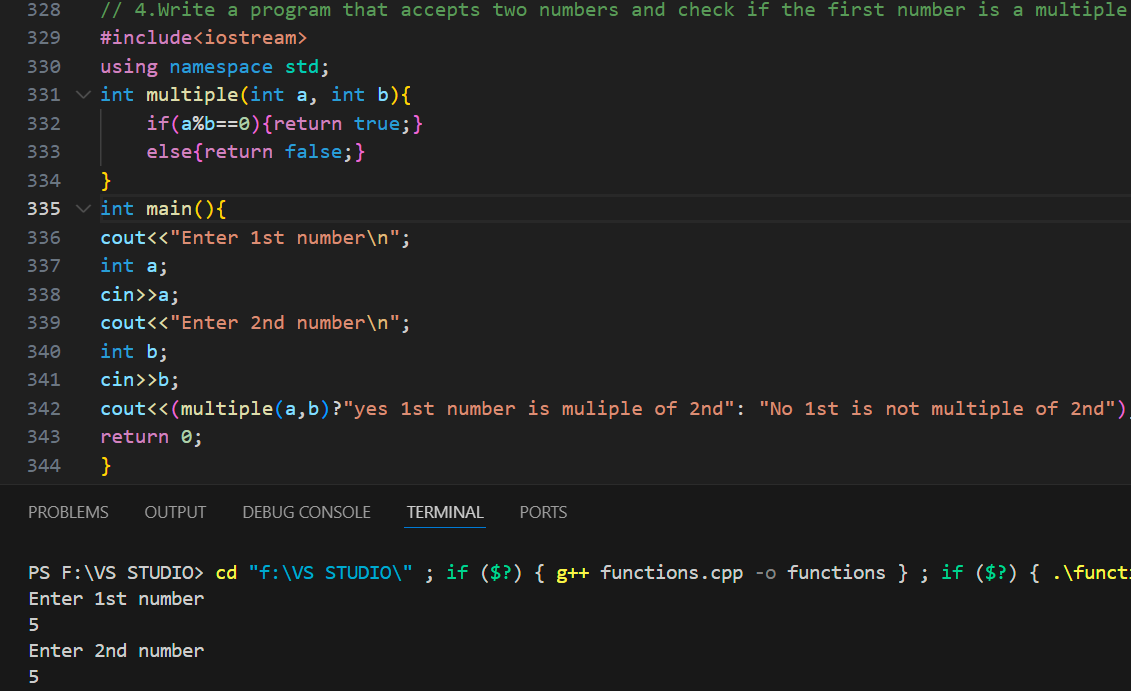 328 // 4.Write a program that accepts two numbers and check if the first number is a multiple
329 #include<iostream>
330 using namespace std;
331 int multiple(int a, int b){
332 if(a%b==0){return true;}
333 else{return false;}
334 }
335 int main(){
336 cout<<"Enter 1st number\n";
337 int a;
338 cin>>a;
339 cout<<"Enter 2nd number\n";
340 int b;
341 cin>>b;
342 cout<<(multiple(a,b)?"yes 1st number is muliple of 2nd": "No 1st is not multiple of 2nd")
343 return 0;
344 }
PROBLEMS OUTPUT DEBUG CONSOLE TERMINAL PORTS
PS F:\VS STUDIO> cd "f:\VS STUDIO\" ; if ($?) { g++ functions.cpp -o functions } ; if ($?) { .\functi
Enter 1st number
5
Enter 2nd number
5